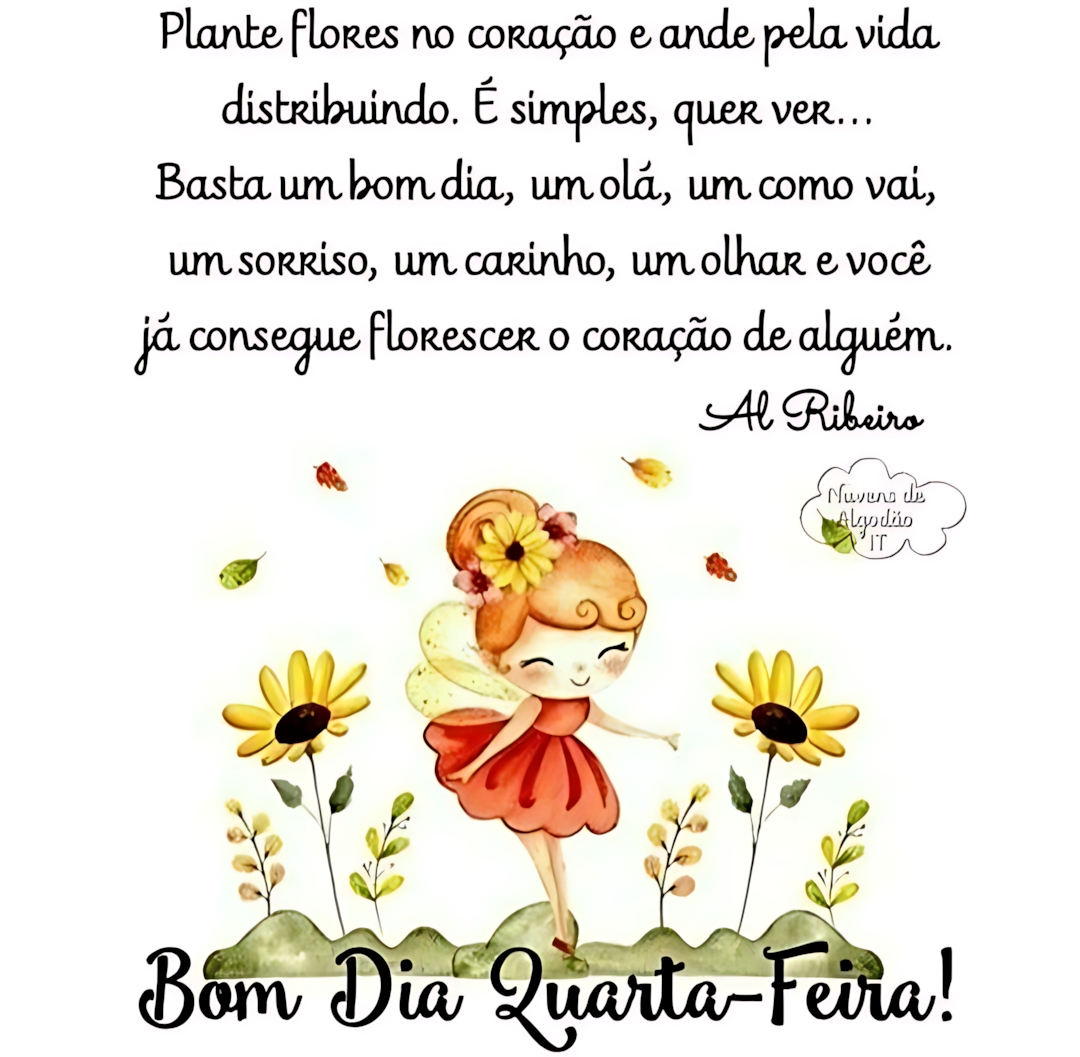 Plante flores no coração e ande pela vida
distribuindo. É simples, quer ver...
Basta um bom dia, um olá, um como vai,
um sorriso, um carinho, um olhar e você
já consegue florescer o coração de alguém.
Al Ribeiro
Nuvens de
Algodão
IT
Bom Dia Quarta-Feira!